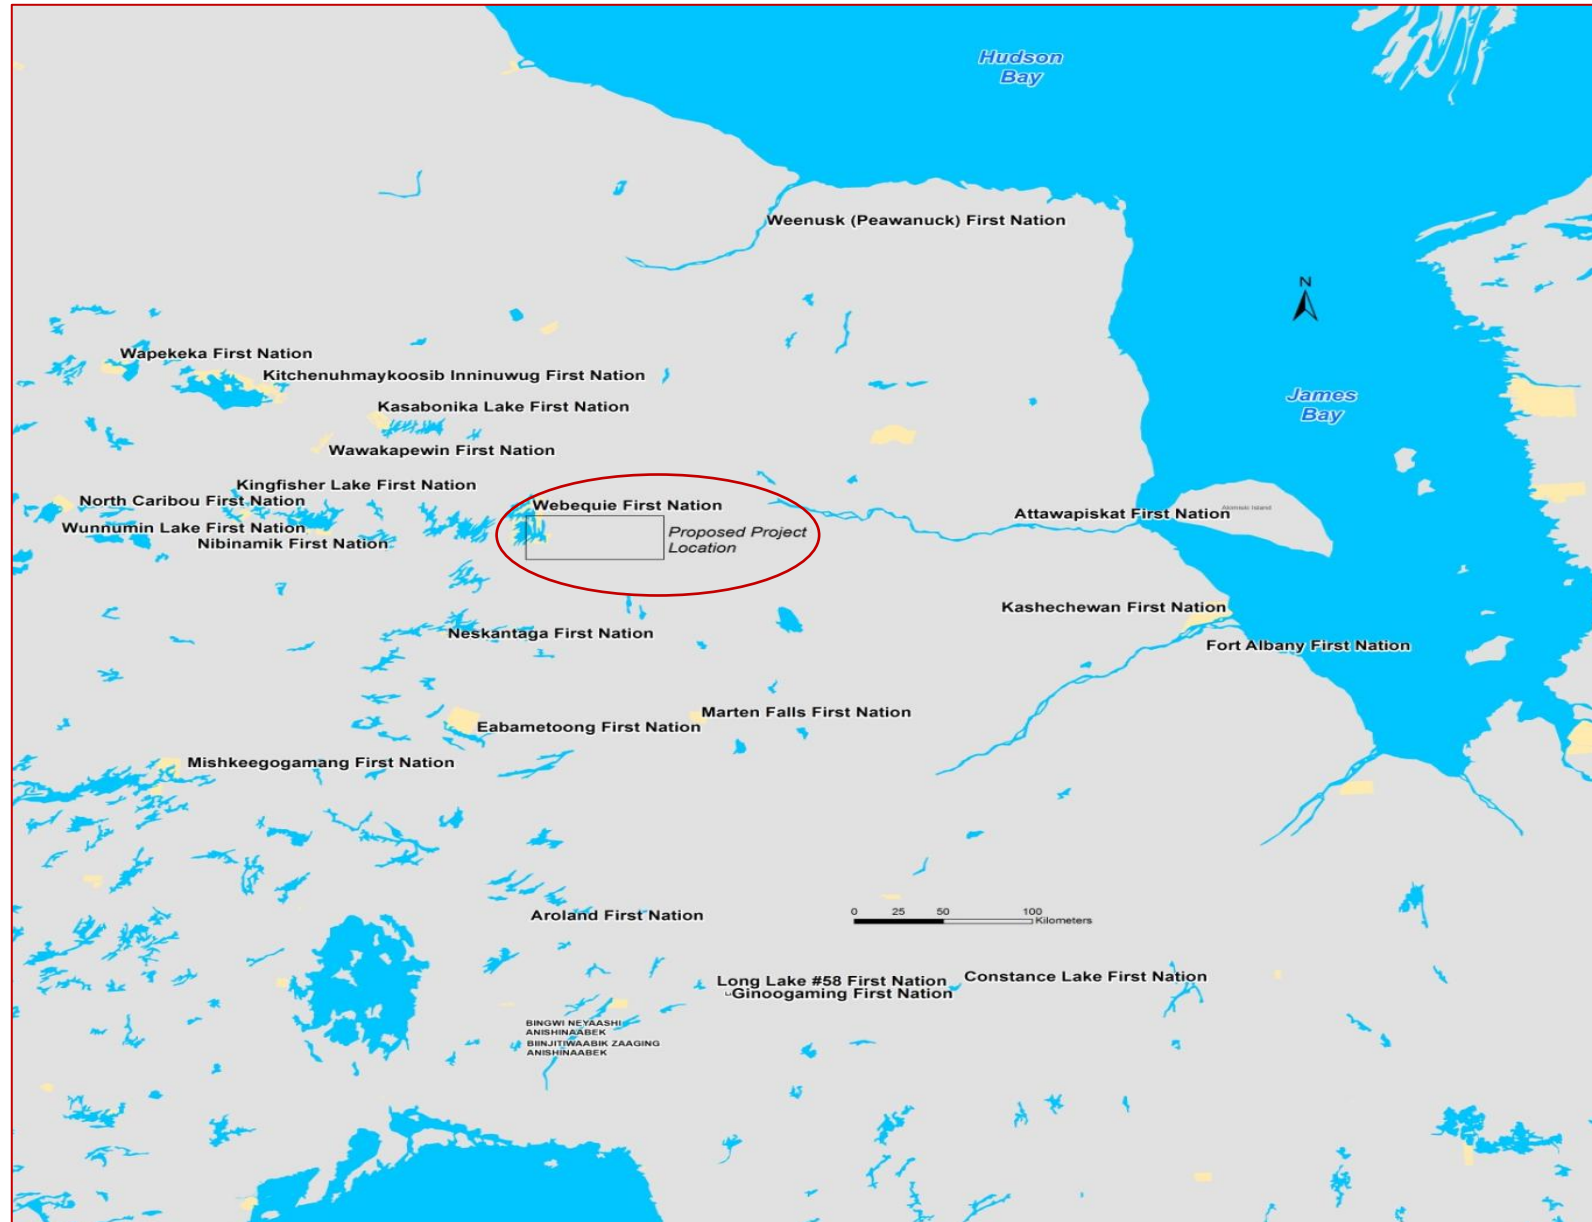 Hudson
Bay
Weenusk (Peawanuck) First Nation
N
Wapekeka First Nation
Kitchenuhmaykoosib Inninuwug First Nation
James
Bay
Kasabonika Lake First Nation
Wawakapewin First Nation
Kingfisher Lake First Nation
North Caribou First Nation
Webequie First Nation
Attawapiskat First Nation
Akimiski Island
Wunnumin Lake First Nation
Proposed Project
Location
Nibinamik First Nation
Kashechewan First Nation
Neskantaga First Nation
Fort Albany First Nation
Marten Falls First Nation
Eabametoong First Nation
Mishkeegogamang First Nation
Aroland First Nation
0 25 50 100
Kilometers
Long Lake #58 First Nation
Constance Lake First Nation
Ginoogaming First Nation
BINGWI NEYAASHI
ANISHINAABEK
BIINJITIWAABIK ZAAGING
ANISHINAABEK